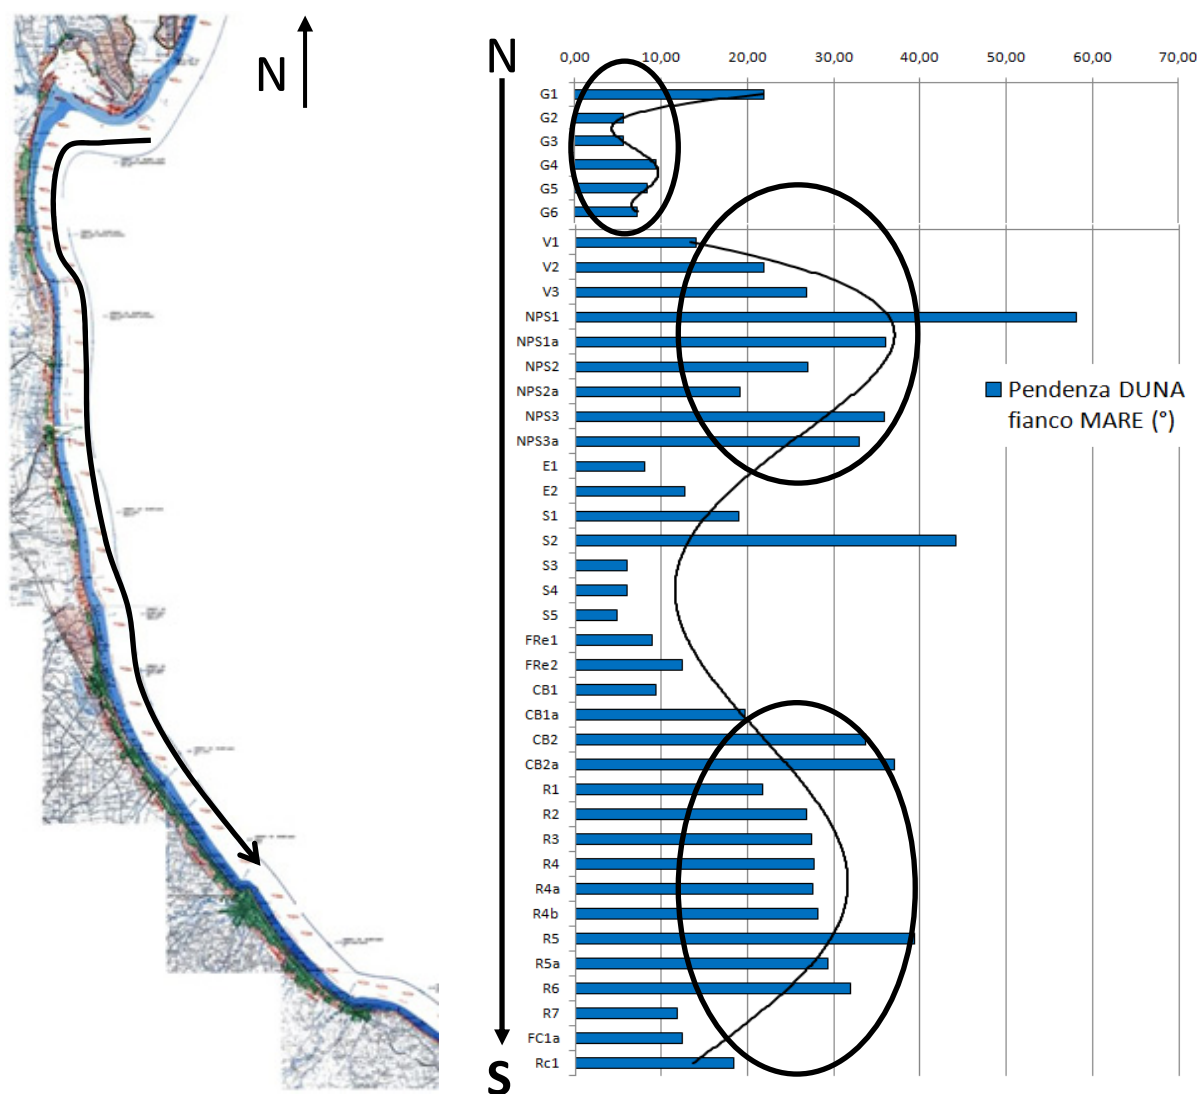 N
N
0,00 10,00 20,00 30,00 40,00 50,00 60,00 70,00
G1
G2
G3
G4
G5
G6
V1
V2
V3
NPS1
NPS1a
NPS2
NPS2a
NPS3
NPS3a
E1
E2
S1
S2
S3
S4
S5
FRe1
FRe2
CB1
CB1a
CB2
CB2a
R1
R2
R3
R4
R4a
R4b
R5
R5a
R6
R7
FC1a
Rc1
Pendenza DUNA
fianco MARE (°)
S